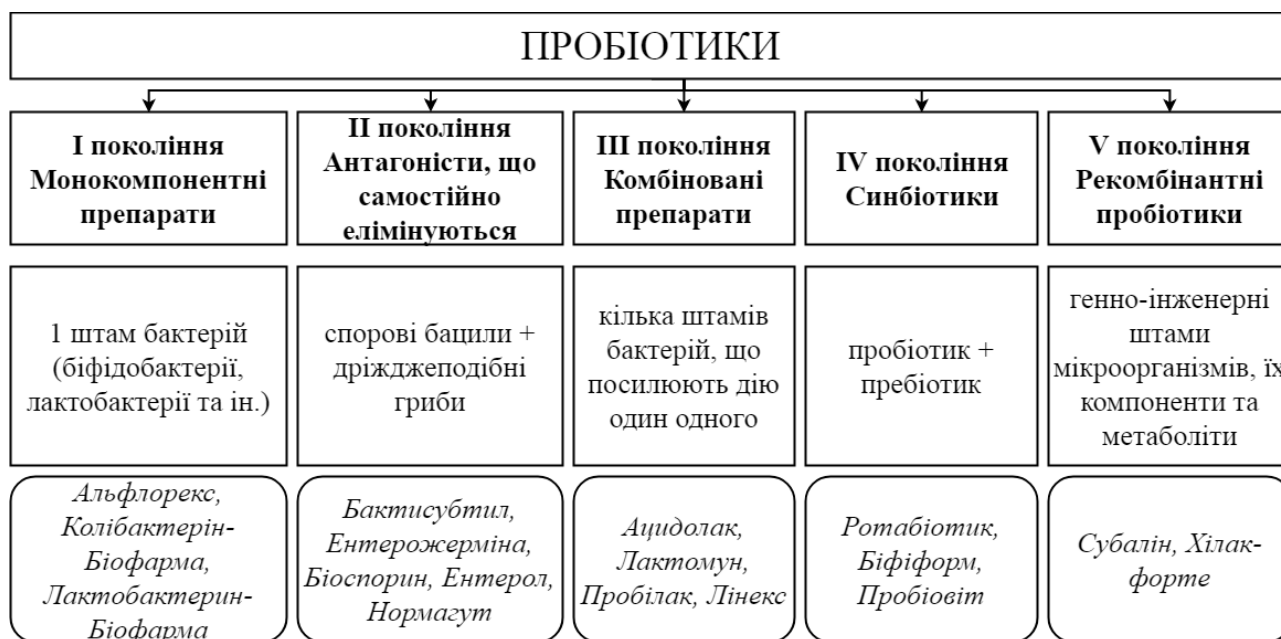 ПРОБІОТИКИ
І покоління
Монокомпонентні
препарати
ІІ покоління
Антагоністи, що
самостійно
елімінуються
ІІІ покоління
Комбіновані
препарати
IV покоління
Синбіотики
V покоління
Рекомбінантні
пробіотики
1 штам бактерій
(біфідобактерії,
лактобактерії та ін.)
спорові бацили +
дріжджеподібні
гриби
кілька штамів
бактерій, що
посилюють дію
один одного
пробіотик +
пребіотик
генно-інженерні
штами
мікроорганізмів, їх
компоненти та
метаболіти
Альфлорекс,
Колібактерін-
Біофарма,
Лактобактерин-
Біофарма
Бактисубтил,
Ентерожерміна,
Біоспорин, Ентерол,
Нормагут
Ацидолак,
Лактомун,
Пробілак, Лінекс
Ротабіотик,
Біфіформ,
Пробіовіт
Субалін, Хілак-
форте